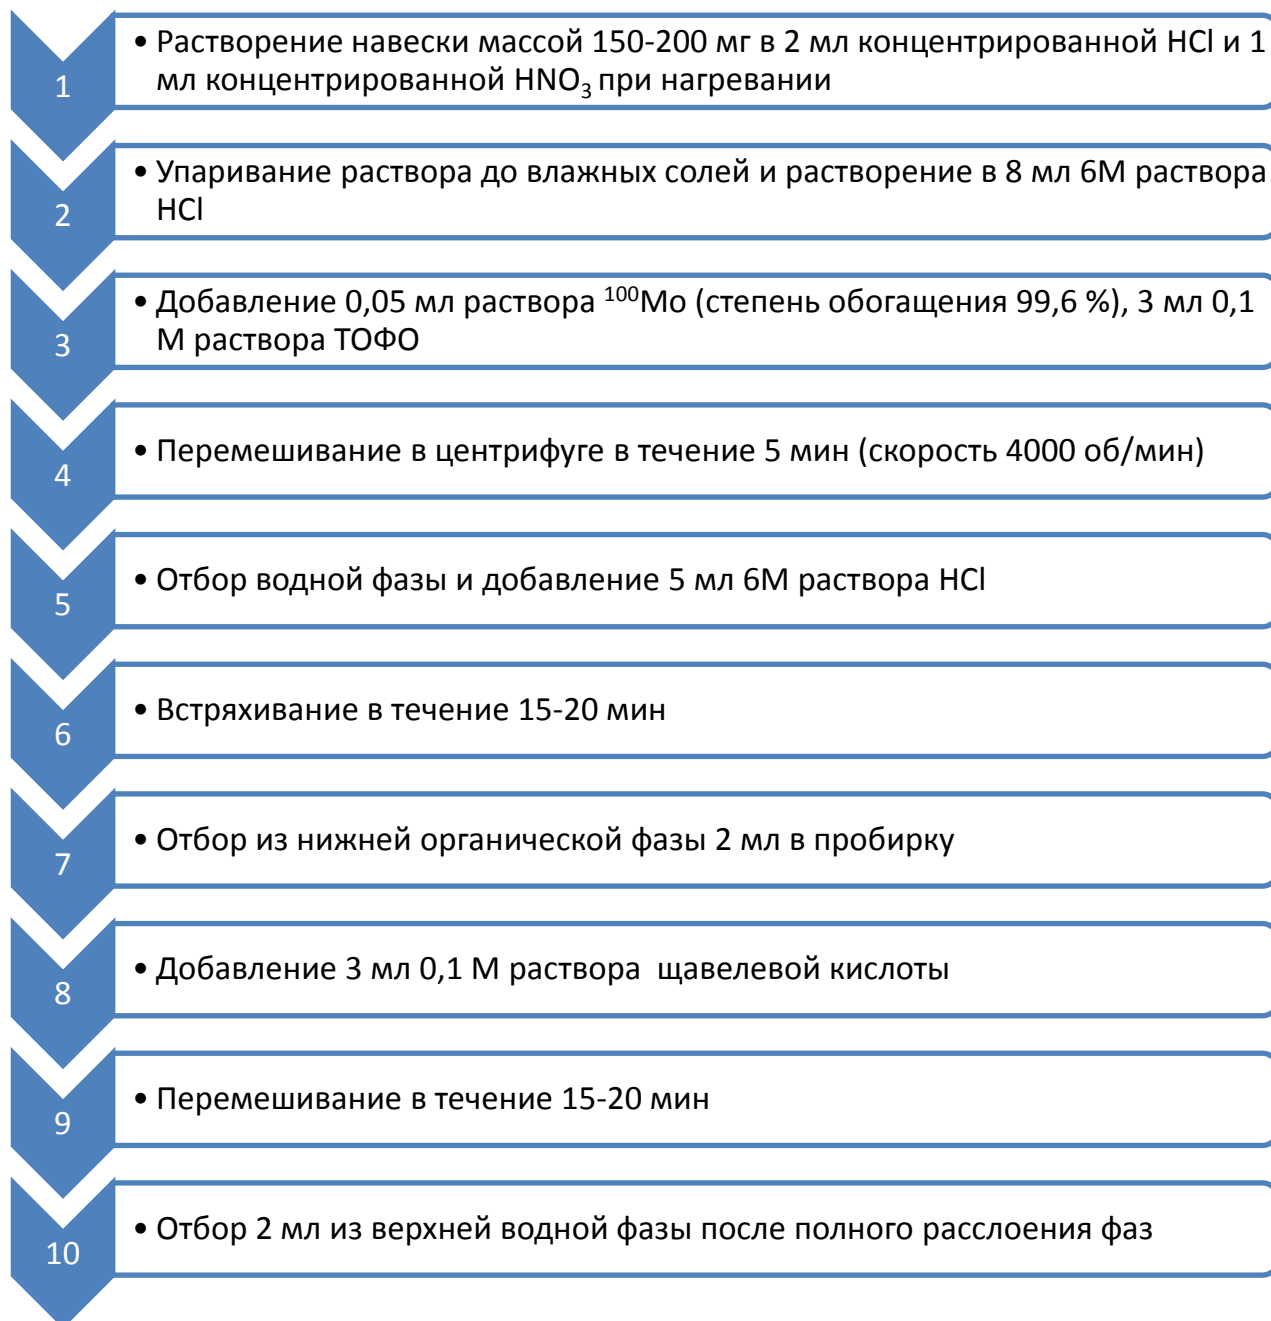 1
• Растворение навески массой 150-200 мг в 2 мл концентрированной HCl и 1
мл концентрированной HNO₃ при нагревании
2
• Упаривание раствора до влажных солей и растворение в 8 мл 6М раствора
HCl
3
• Добавление 0,05 мл раствора ¹⁰⁰Mo (степень обогащения 99,6 %), 3 мл 0,1
М раствора ТОФО
4
• Перемешивание в центрифуге в течение 5 мин (скорость 4000 об/мин)
5
• Отбор водной фазы и добавление 5 мл 6М раствора HCl
6
• Встряхивание в течение 15-20 мин
7
• Отбор из нижней органической фазы 2 мл в пробирку
8
• Добавление 3 мл 0,1 М раствора  щавелевой кислоты
9
• Перемешивание в течение 15-20 мин
10
• Отбор 2 мл из верхней водной фазы после полного расслоения фаз